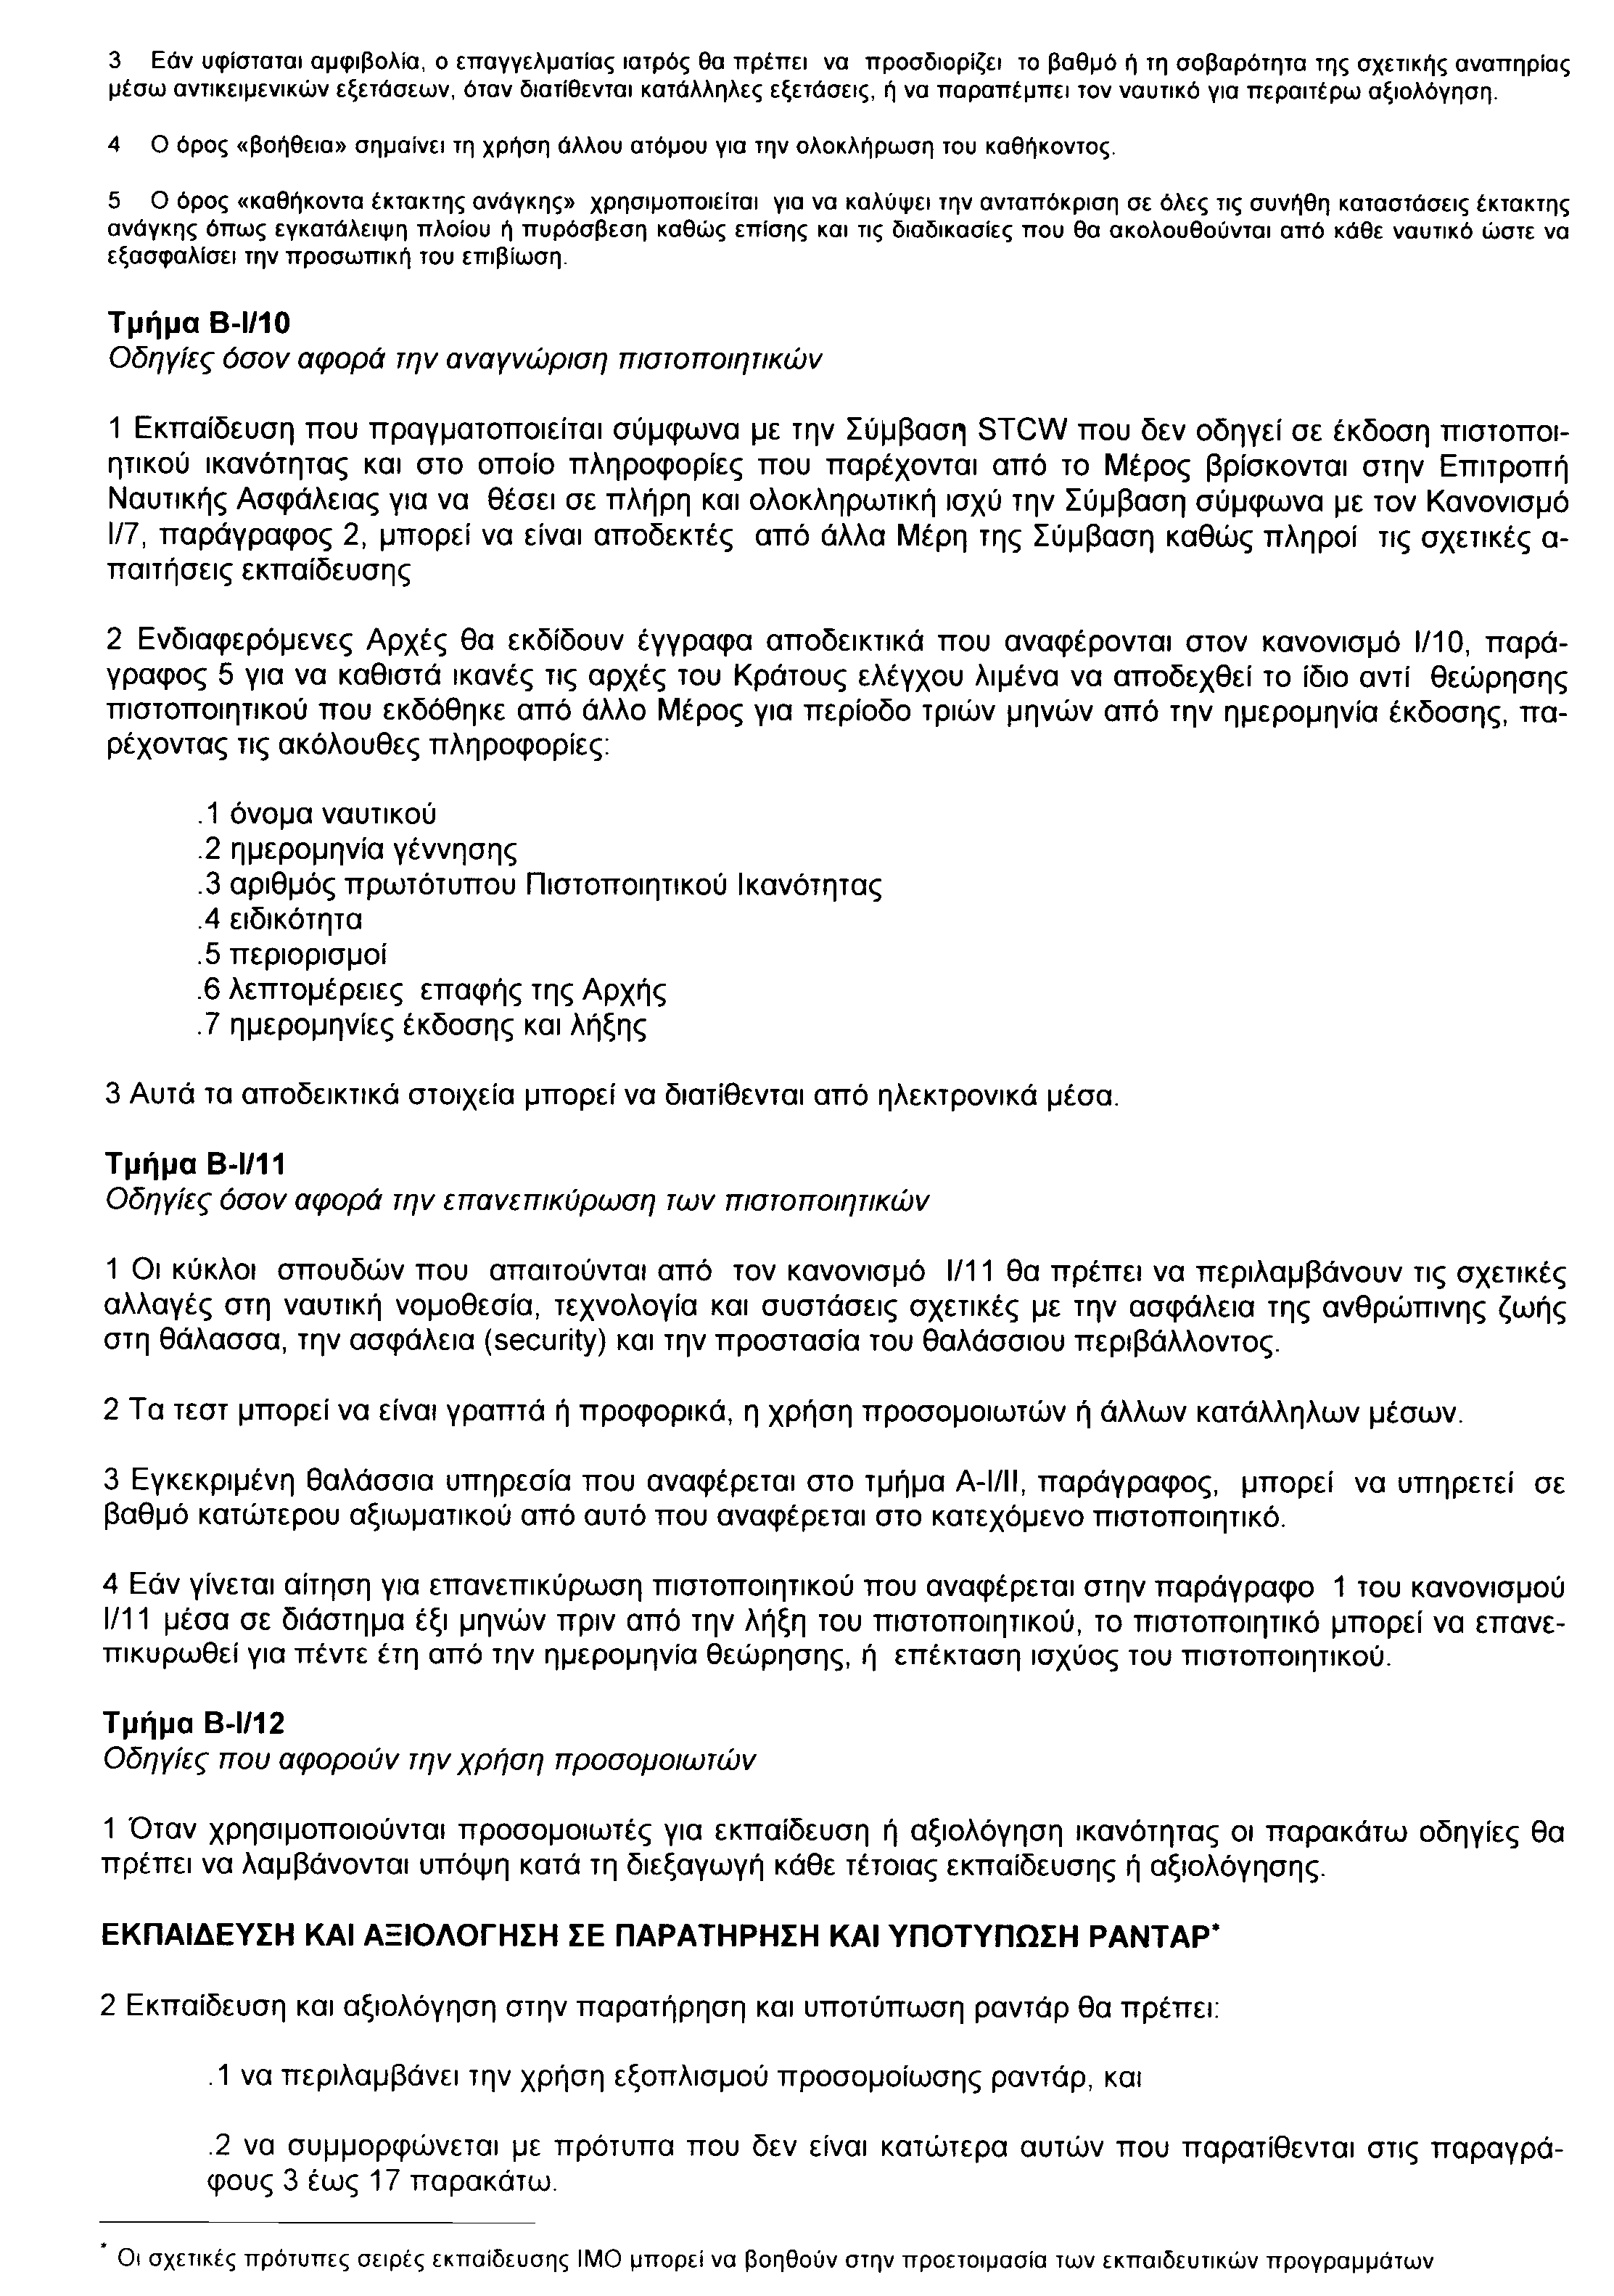 3 Εάν υφίσταται αμφιβολία, ο επαγγελματίας ιατρός θα πρέπει να προσδιορίζει το βαθμό ή τη σοβαρότητα της σχετικής αναπηρίας
μέσω αντικειμενικών εξετάσεων, όταν διατίθενται κατάλληλες εξετάσεις, ή να παραπέμπει τον ναυτικό για περαιτέρω αξιολόγηση.
4 Ο όρος «βοήθεια» σημαίνει τη χρήση άλλου ατόμου για την ολοκλήρωση του καθήκοντος.
5 Ο όρος «καθήκοντα έκτακτης ανάγκης» χρησιμοποιείται για να καλύψει την ανταπόκριση σε όλες τις συνήθη καταστάσεις έκτακτης
ανάγκης όπως εγκατάλειψη πλοίου ή πυρόσβεση καθώς επίσης και τις διαδικασίες που θα ακολουθούνται από κάθε ναυτικό ώστε να
εξασφαλίσει την προσωπική του επιβίωση.
Τμήμα Β-Ι/10
Οδηγίες όσον αφορά την αναγνώριση πιστοποιητικών
1 Εκπαίδευση που πραγματοποιείται σύμφωνα με την Σύμβαση STCW που δεν οδηγεί σε έκδοση πιστοποι-
ητικού ικανότητας και στο οποίο πληροφορίες που παρέχονται από το Μέρος βρίσκονται στην Επιτροπή
Ναυτικής Ασφάλειας για να θέσει σε πλήρη και ολοκληρωτική ισχύ την Σύμβαση σύμφωνα με τον Κανονισμό
Ι/7, παράγραφος 2, μπορεί να είναι αποδεκτές από άλλα Μέρη της Σύμβαση καθώς πληροί τις σχετικές α-
παιτήσεις εκπαίδευσης
2 Ενδιαφερόμενες Αρχές θα εκδίδουν έγγραφα αποδεικτικά που αναφέρονται στον κανονισμό Ι/10, παρά-
γραφος 5 για να καθιστά ικανές τις αρχές του Κράτους ελέγχου λιμένα να αποδεχθεί το ίδιο αντί θεώρησης
πιστοποιητικού που εκδόθηκε από άλλο Μέρος για περίοδο τριών μηνών από την ημερομηνία έκδοσης, πα-
ρέχοντας τις ακόλουθες πληροφορίες:
.1 όνομα ναυτικού
.2 ημερομηνία γέννησης
.3 αριθμός πρωτότυπου Πιστοποιητικού Ικανότητας
.4 ειδικότητα
.5 περιορισμοί
.6 λεπτομέρειες επαφής της Αρχής
.7 ημερομηνίες έκδοσης και λήξης
3 Αυτά τα αποδεικτικά στοιχεία μπορεί να διατίθενται από ηλεκτρονικά μέσα.
Τμήμα Β-Ι/11
Οδηγίες όσον αφορά την επανεπικύρωση των πιστοποιητικών
1 Οι κύκλοι σπουδών που απαιτούνται από τον κανονισμό Ι/11 θα πρέπει να περιλαμβάνουν τις σχετικές
αλλαγές στη ναυτική νομοθεσία, τεχνολογία και συστάσεις σχετικές με την ασφάλεια της ανθρώπινης ζωής
στη θάλασσα, την ασφάλεια (security) και την προστασία του θαλάσσιου περιβάλλοντος.
2 Τα τεστ μπορεί να είναι γραπτά ή προφορικά, η χρήση προσομοιωτών ή άλλων κατάλληλων μέσων.
3 Εγκεκριμένη θαλάσσια υπηρεσία που αναφέρεται στο τμήμα Α-Ι/ΙΙ, παράγραφος, μπορεί να υπηρετεί σε
βαθμό κατώτερου αξιωματικού από αυτό που αναφέρεται στο κατεχόμενο πιστοποιητικό.
4 Εάν γίνεται αίτηση για επανεπικύρωση πιστοποιητικού που αναφέρεται στην παράγραφο 1 του κανονισμού
Ι/11 μέσα σε διάστημα έξι μηνών πριν από την λήξη του πιστοποιητικού, το πιστοποιητικό μπορεί να επανε-
πικυρωθεί για πέντε έτη από την ημερομηνία θεώρησης, ή επέκταση ισχύος του πιστοποιητικού.
Τμήμα Β-Ι/12
Οδηγίες που αφορούν την χρήση προσομοιωτών
1 Όταν χρησιμοποιούνται προσομοιωτές για εκπαίδευση ή αξιολόγηση ικανότητας οι παρακάτω οδηγίες θα
πρέπει να λαμβάνονται υπόψη κατά τη διεξαγωγή κάθε τέτοιας εκπαίδευσης ή αξιολόγησης.
ΕΚΠΑΙΔΕΥΣΗ ΚΑΙ ΑΞΙΟΛΟΓΗΣΗ ΣΕ ΠΑΡΑΤΗΡΗΣΗ ΚΑΙ ΥΠΟΤΥΠΩΣΗ ΡΑΝΤΑΡ*
2 Εκπαίδευση και αξιολόγηση στην παρατήρηση και υποτύπωση ραντάρ θα πρέπει:
.1 να περιλαμβάνει την χρήση εξοπλισμού προσομοίωσης ραντάρ, και
.2 να συμμορφώνεται με πρότυπα που δεν είναι κατώτερα αυτών που παρατίθενται στις παραγρά-
φους 3 έως 17 παρακάτω.
* Οι σχετικές πρότυπες σειρές εκπαίδευσης ΙΜΟ μπορεί να βοηθούν στην προετοιμασία των εκπαιδευτικών προγραμμάτων